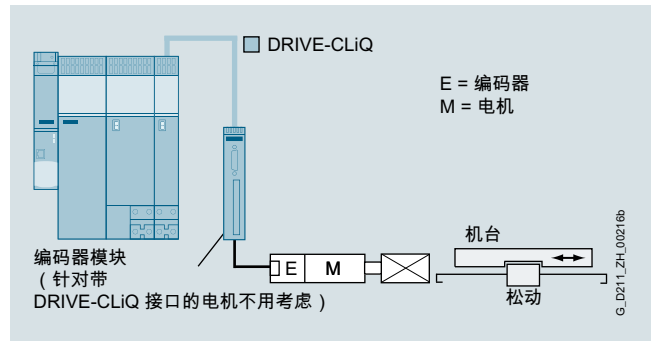 DRIVE-CLiQ
E = 编码器
M = 电机
编码器模块
（针对带
DRIVE-CLiQ 接口的电机不用考虑）
E M
机台
松动
G_D211_ZH_00216b